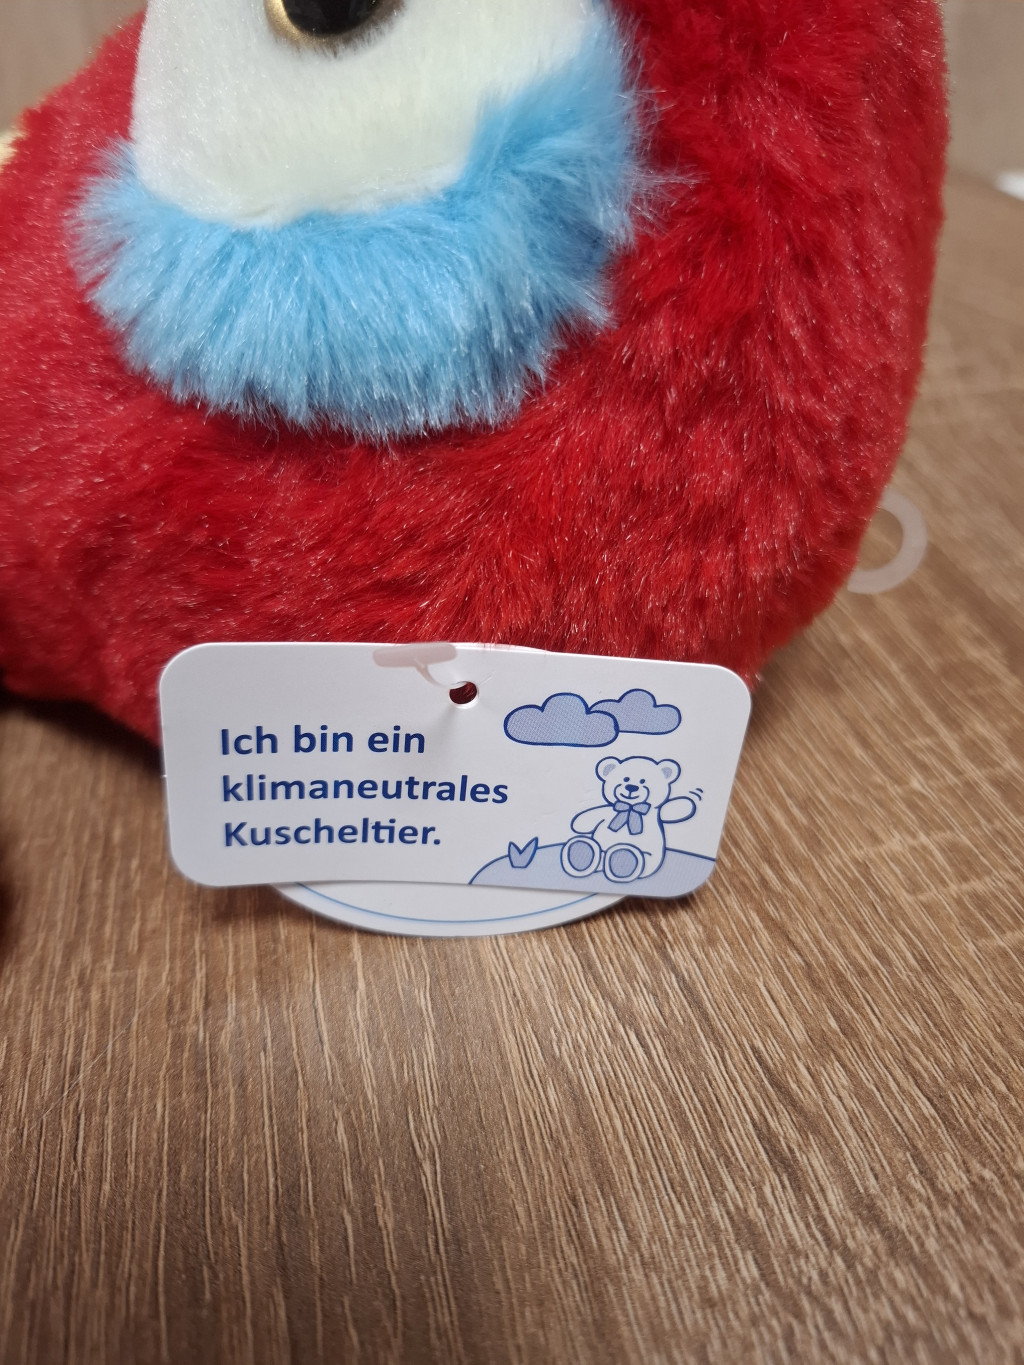 Ich bin ein
klimaneutrales
Kuscheltier.